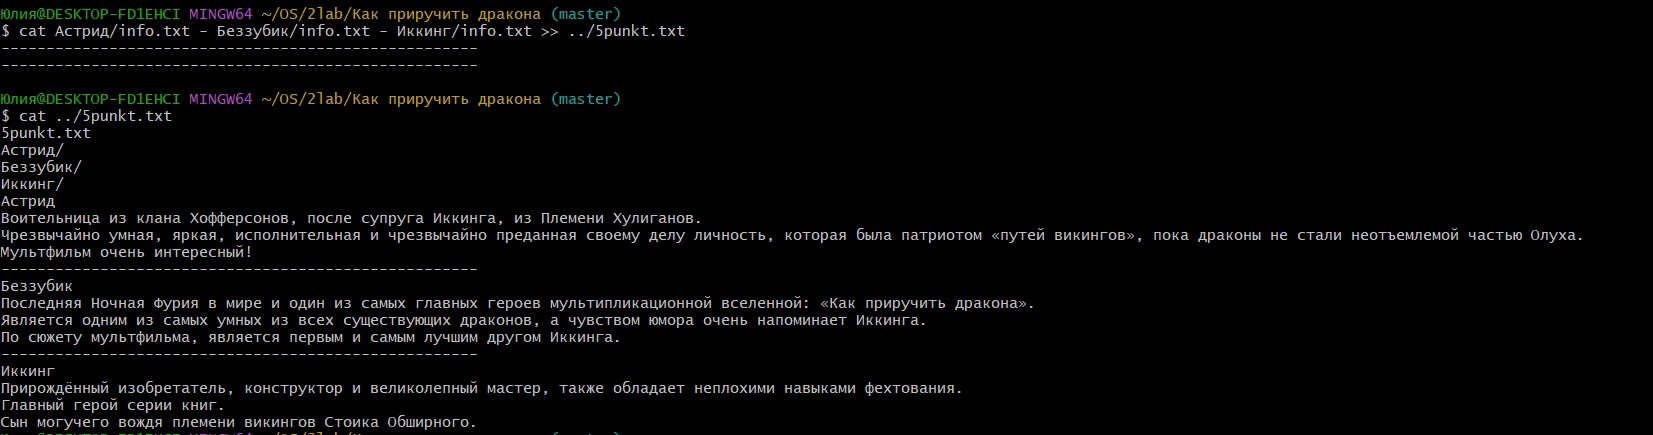 Юлия@DESKTOP-FD1EHCI MINGW64 ~/OS/2lab/Как приручить дракона (master)
$ cat Астрид/info.txt - Беззубик/info.txt - Иккинг/info.txt >> ../5punkt.txt
-----------------------------------------------------
-----------------------------------------------------
Юлия@DESKTOP-FD1EHCI MINGW64 ~/OS/2lab/Как приручить дракона (master)
$ cat ../5punkt.txt
5punkt.txt
Астрид/
Беззубик/
Иккинг/
Астрид
Воительница из клана Хофферсонов, после супруга Иккинга, из Племени Хулиганов.
Чрезвычайно умная, яркая, исполнительная и чрезвычайно преданная своему делу личность, которая была патриотом «путей викингов», пока драконы не стали неотъемлемой частью Олуха.
Мультфильм очень интересный!
-----------------------------------------------------
Беззубик
Последняя Ночная Фурия в мире и один из самых главных героев мультипликационной вселенной: «Как приручить дракона».
Является одним из самых умных из всех существующих драконов, а чувством юмора очень напоминает Иккинга.
По сюжету мультфильма, является первым и самым лучшим другом Иккинга.
-----------------------------------------------------
Иккинг
Прирождённый изобретатель, конструктор и великолепный мастер, также обладает неплохими навыками фехтования.
Главный герой серии книг.
Сын могучего вождя племени викингов Стоика Обширного.